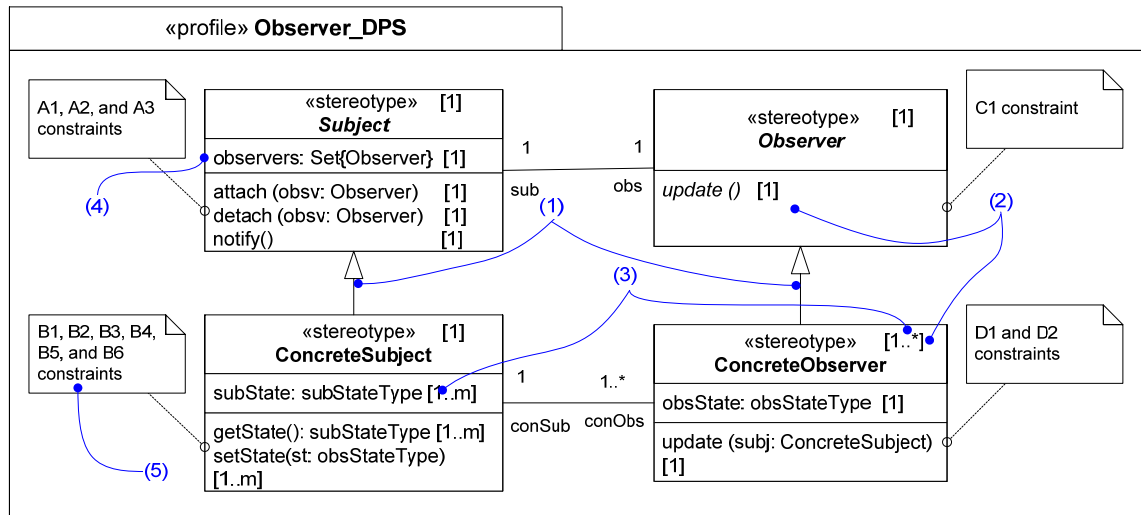 «profile» Observer_DPS
A1, A2, and A3
constraints
«stereotype» [1]
Subject
observers: Set{Observer} [1]
attach (obsv: Observer) [1]
detach (obsv: Observer) [1]
notify() [1]
1
sub
1
obs
«stereotype» [1]
Observer
update () [1]
C1 constraint
(4)
(1)
(2)
(3)
B1, B2, B3, B4,
B5, and B6
constraints
«stereotype» [1]
ConcreteSubject
subState: subStateType [1..m]
getState(): subStateType [1..m]
setState(st: obsStateType)
[1..m]
1
conSub
1..*
conObs
«stereotype» [1..*]
ConcreteObserver
obsState: obsStateType [1]
update (subj: ConcreteSubject)
[1]
D1 and D2
constraints
(5)